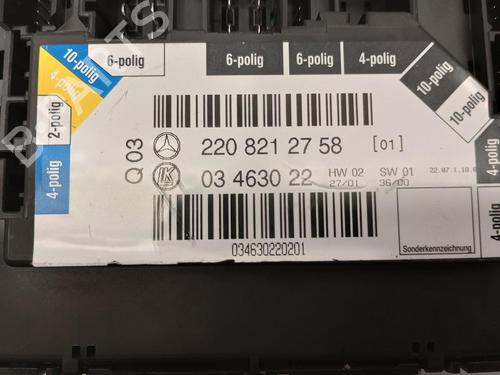 10-polig
4-polig
6-polig
6-polig
6-polig
4-polig
10-polig
10-polig
2-polig
4-polig
Q 03
220 821 27 58 [01]
03 4630 22
HW 02
27/01
SW 01
36/00
034630220201
Sonderkennzeichnung
4-polig